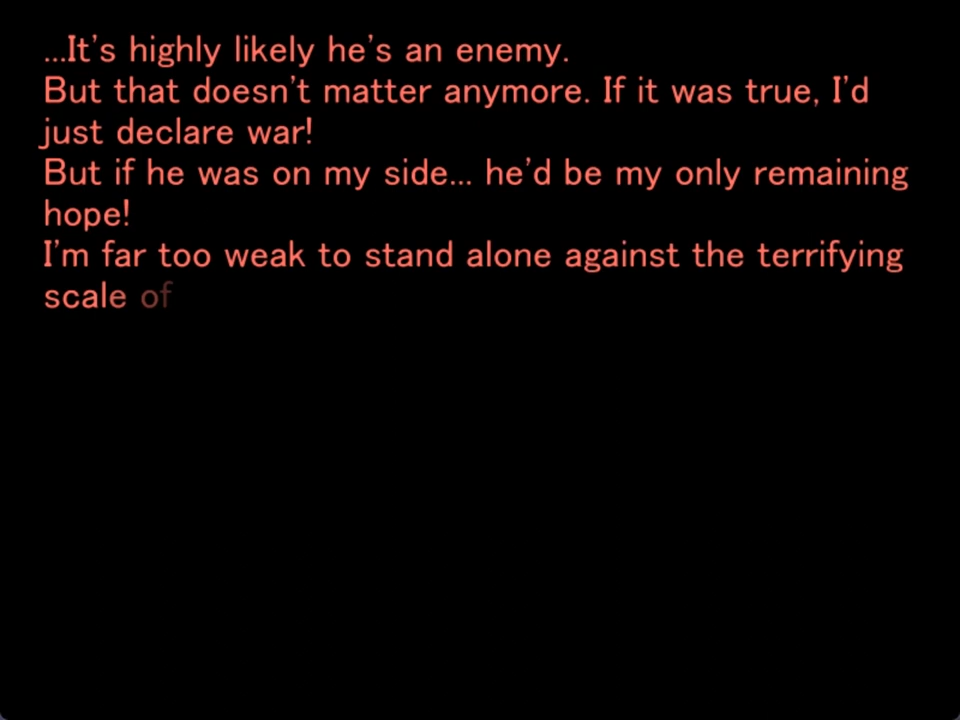 ...It’s highly likely he’s an enemy.
But that doesn’t matter anymore. If it was true, I’d
just declare war!
But if he was on my side... he’d be my only remaining
hope!
I’m far too weak to stand alone against the terrifying
scale of